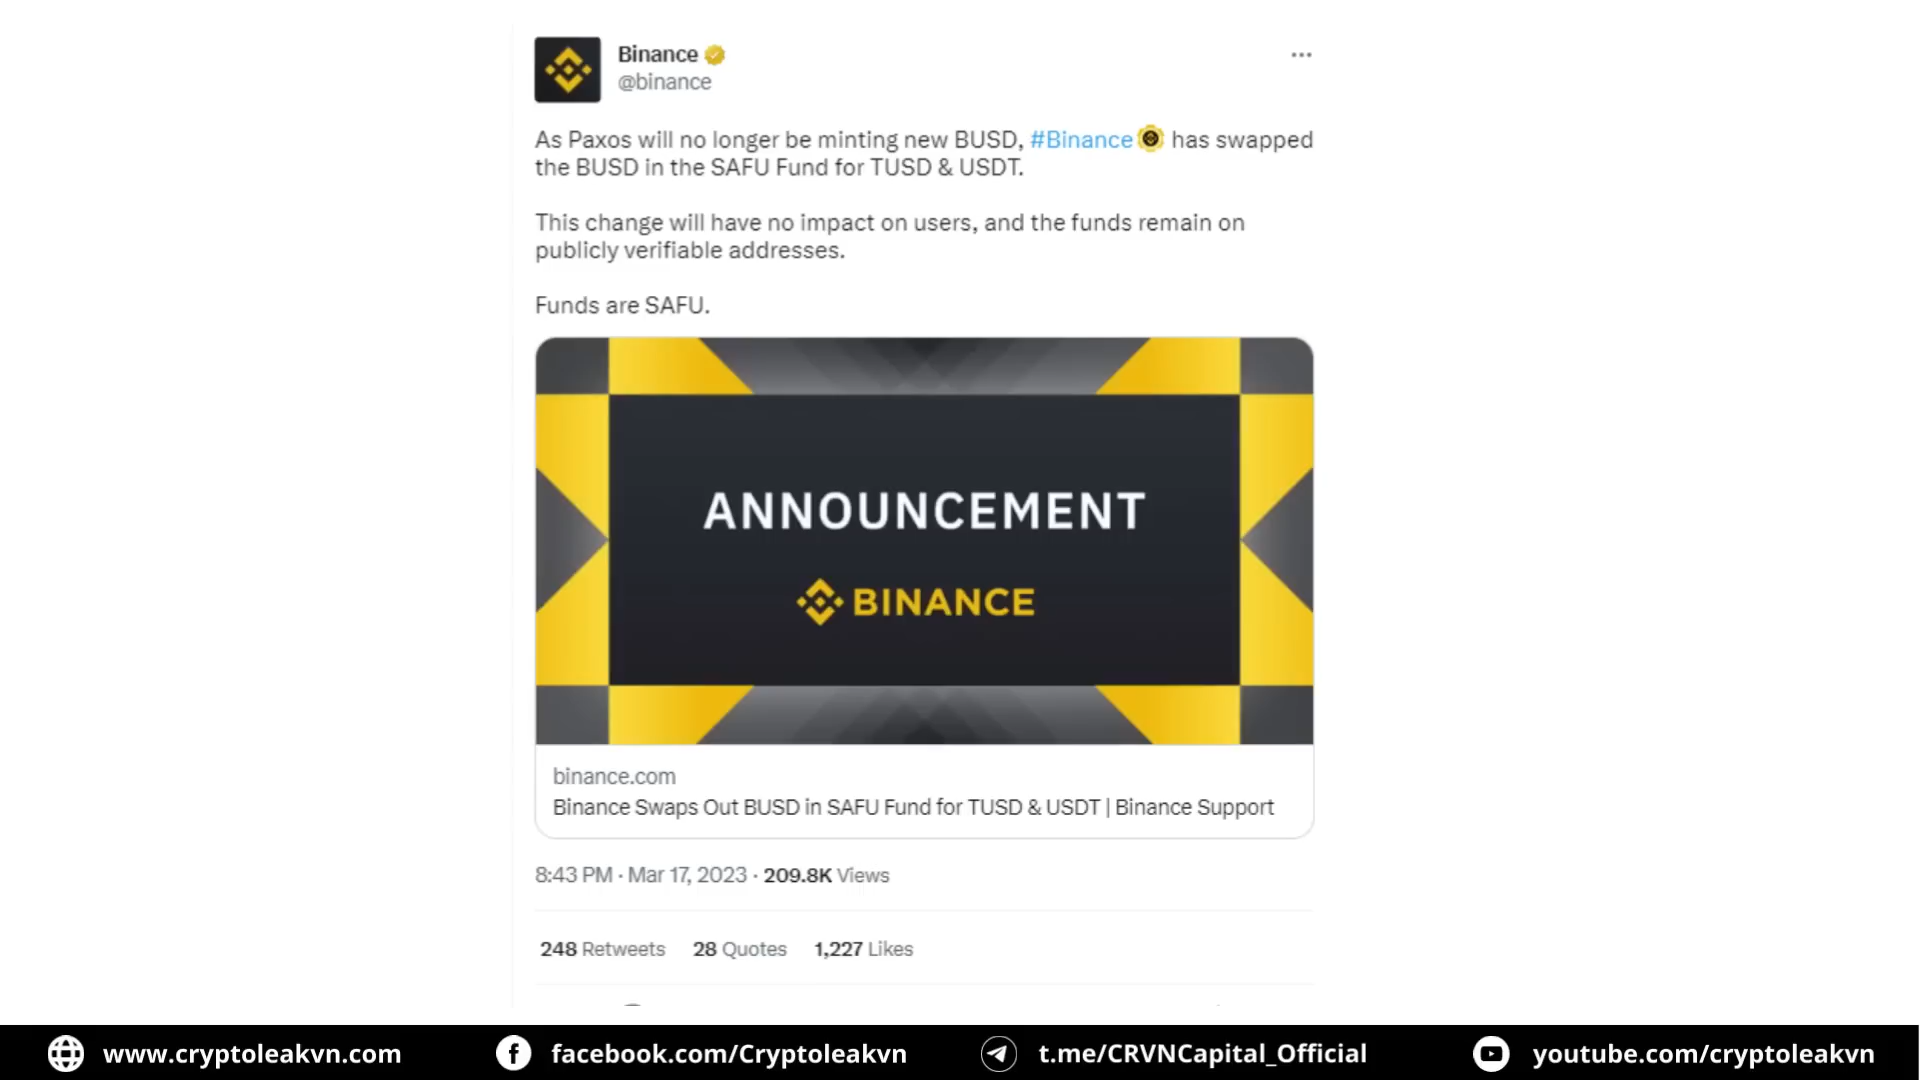 Binance
@binance
As Paxos will no longer be minting new BUSD, #Binance has swapped
the BUSD in the SAFU Fund for TUSD & USDT.
This change will have no impact on users, and the funds remain on
publicly verifiable addresses.
Funds are SAFU.
ANNOUNCEMENT
BINANCE
binance.com
Binance Swaps Out BUSD in SAFU Fund for TUSD & USDT | Binance Support
8:43 PM · Mar 17, 2023 · 209.8K Views
248 Retweets 28 Quotes 1,227 Likes
www.cryptoleakvn.com facebook.com/Cryptoleakvn t.me/CRVNCapital_Official youtube.com/cryptoleakvn